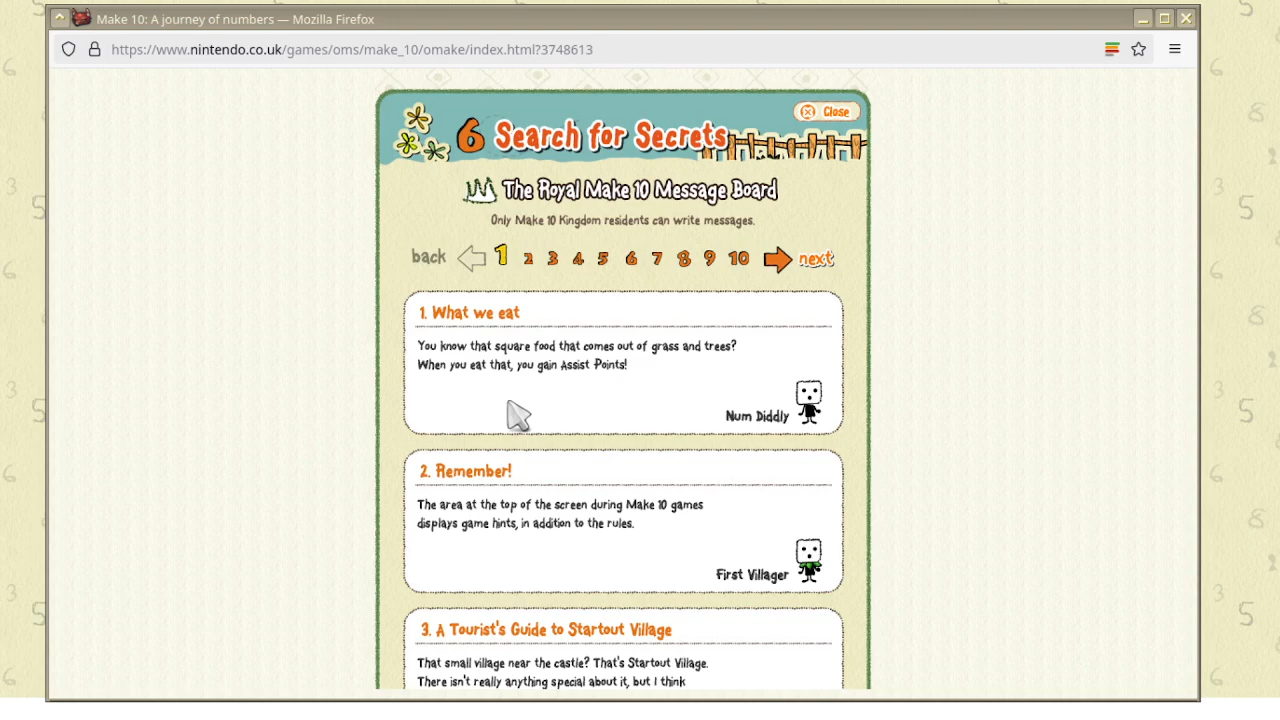 Make 10: A journey of numbers — Mozilla Firefox
https://www.nintendo.co.uk/games/oms/make_10/omake/index.html?3748613
Close
6 Search for Secrets
The Royal Make 10 Message Board
Only Make 10 Kingdom residents can write messages.
back 1 2 3 4 5 6 7 8 9 10 next
1. What we eat
You know that square food that comes out of grass and trees?
When you eat that, you gain Assist Points!
Num Diddly
2. Remember!
The area at the top of the screen during Make 10 games
displays game hints, in addition to the rules.
First Villager
3. A Tourist's Guide to Startout Village
That small village near the castle? That's Startout Village.
There isn't really anything special about it, but I think